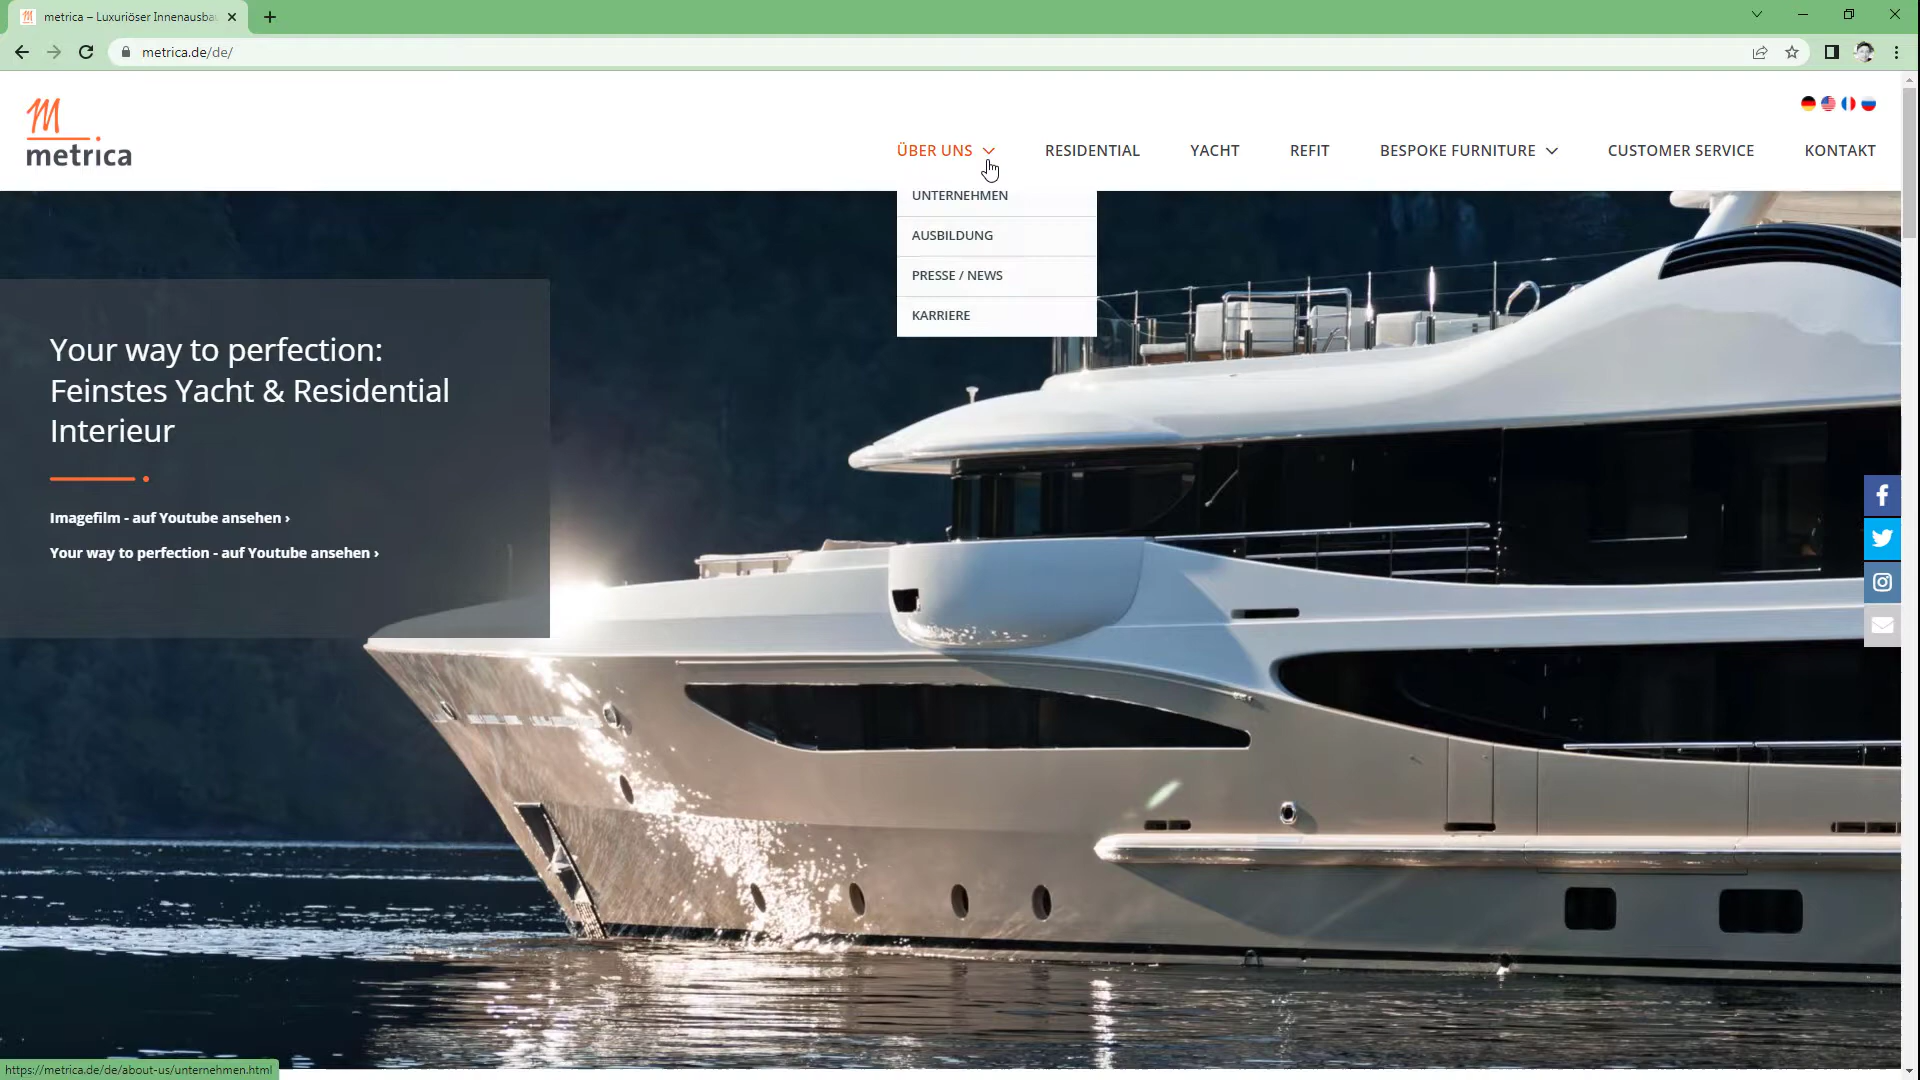 metrica – Luxuriöser Innenausba
metrica.de/de/
metrica
ÜBER UNS
RESIDENTIAL
YACHT
REFIT
BESPOKE FURNITURE
CUSTOMER SERVICE
KONTAKT
UNTERNEHMEN
AUSBILDUNG
PRESSE / NEWS
KARRIERE
Your way to perfection:
Feinstes Yacht & Residential
Interieur
Imagefilm - auf Youtube ansehen ›
Your way to perfection - auf Youtube ansehen ›
https://metrica.de/de/about-us/unternehmen.html